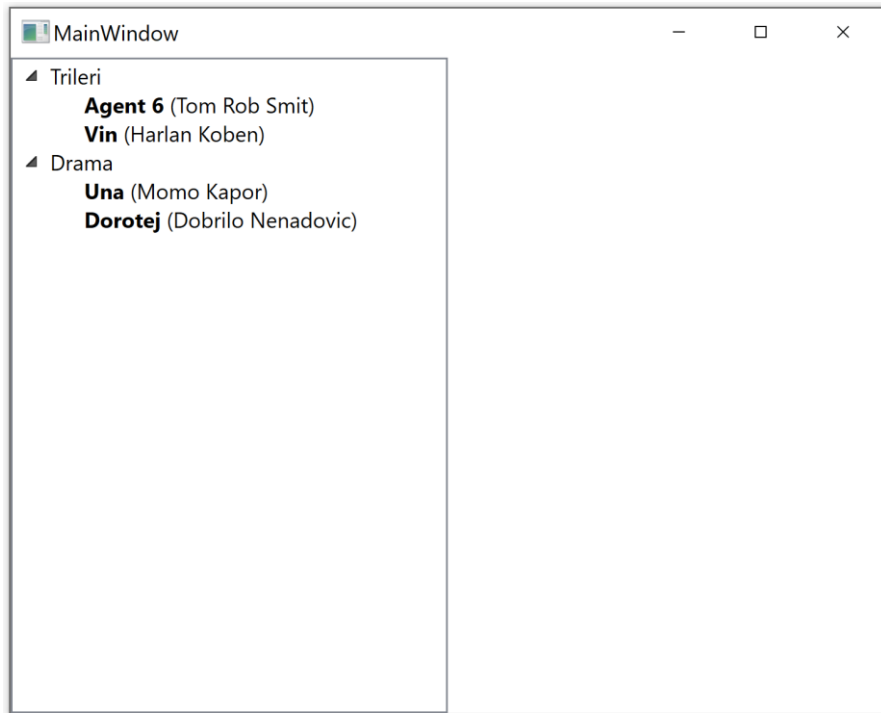 MainWindow
Trileri
Agent 6 (Tom Rob Smit)
Vin (Harlan Koben)
Drama
Una (Momo Kapor)
Dorotej (Dobrilo Nenadovic)